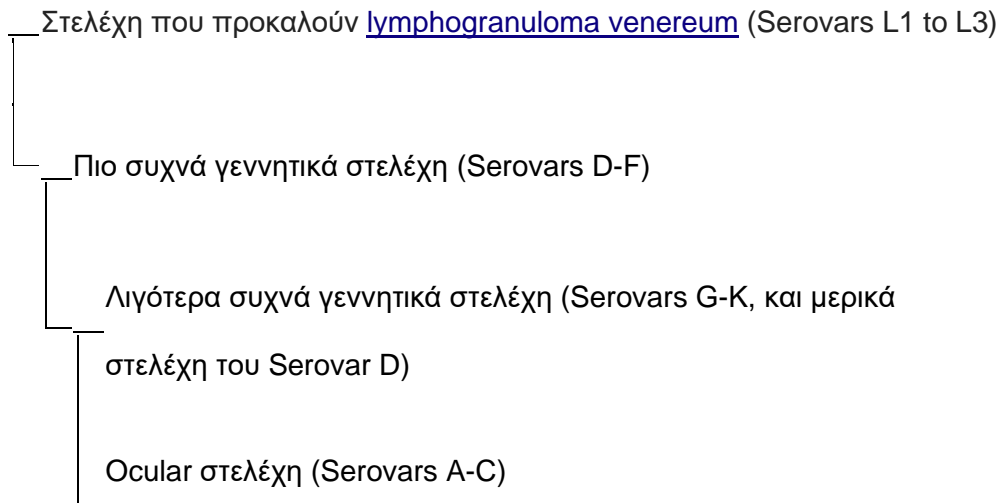 Στελέχη που προκαλούν lymphogranuloma venereum (Serovars L1 to L3)
Πιο συχνά γεννητικά στελέχη (Serovars D-F)
Λιγότερα συχνά γεννητικά στελέχη (Serovars G-K, και μερικά
στελέχη του Serovar D)
Ocular στελέχη (Serovars A-C)